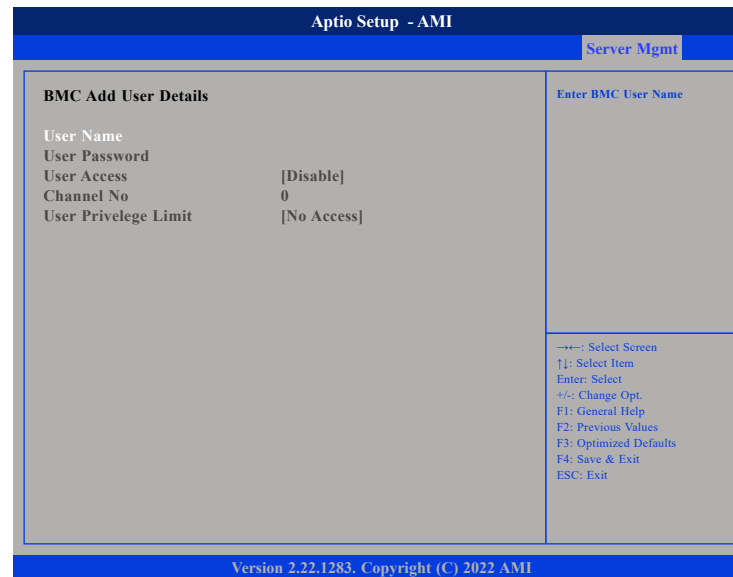 Aptio Setup - AMI
Server Mgmt
BMC Add User Details
User Name
User Password
User Access [Disable]
Channel No 0
User Privelege Limit [No Access]
Enter BMC User Name
→←: Select Screen
↑↓: Select Item
Enter: Select
+/-: Change Opt.
F1: General Help
F2: Previous Values
F3: Optimized Defaults
F4: Save & Exit
ESC: Exit
Version 2.22.1283. Copyright (C) 2022 AMI